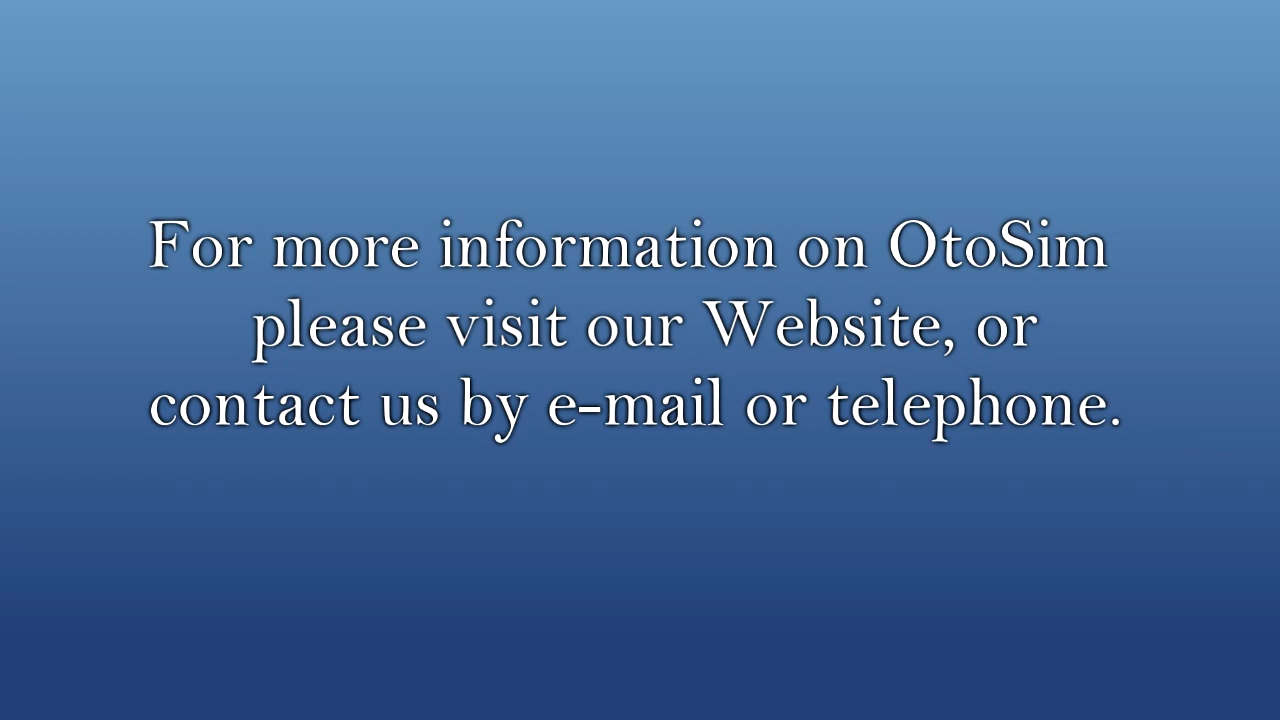 For more information on OtoSim
please visit our Website, or
contact us by e-mail or telephone.